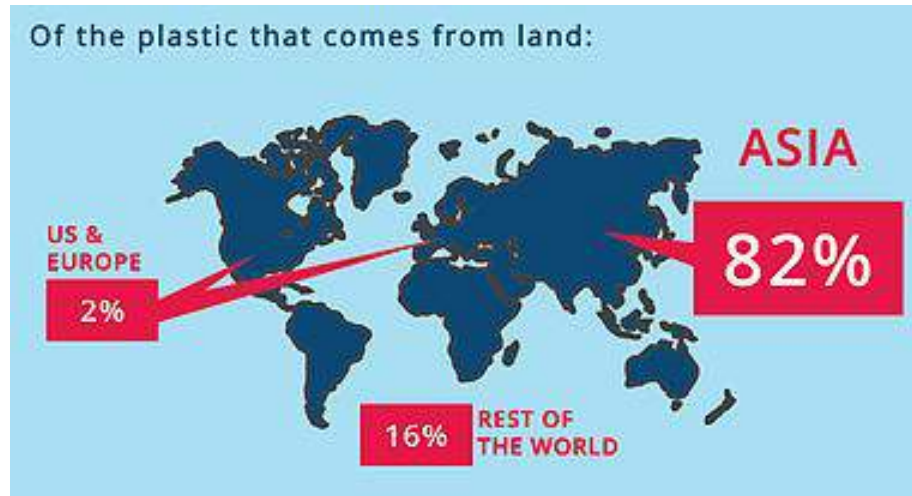 Of the plastic that comes from land:
ASIA
82%
US &
EUROPE
2%
16%
REST OF
THE WORLD